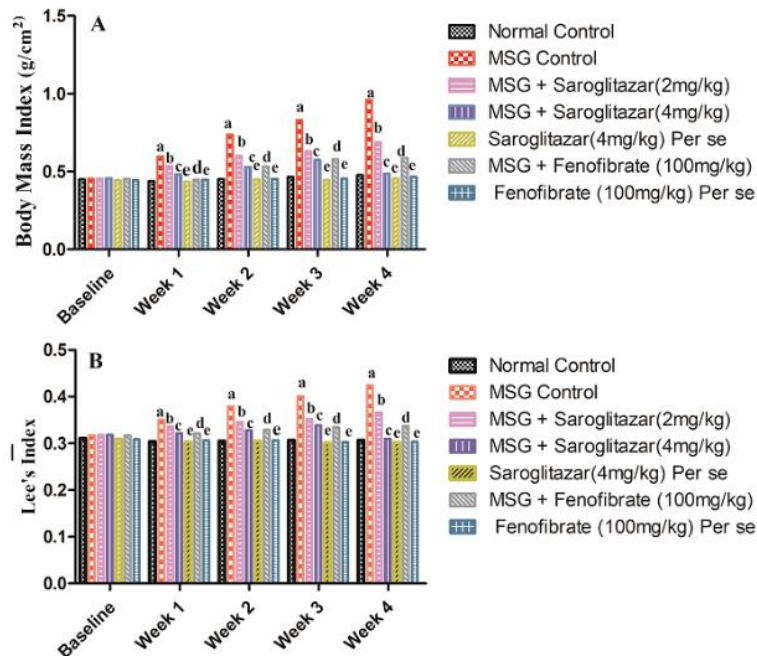 A
Body Mass Index (g/cm²)
1.5
1.0
0.5
0.0
a
b
c
e
d
e
a
b
c
e
d
e
a
b
c
e
d
e
a
b
c
e
d
e
Baseline
Week 1
Week 2
Week 3
Week 4
Normal Control
MSG Control
MSG + Saroglitazar(2mg/kg)
MSG + Saroglitazar(4mg/kg)
Saroglitazar(4mg/kg) Per se
MSG + Fenofibrate (100mg/kg)
Fenofibrate (100mg/kg) Per se
B
Lee's Index
0.5
0.4
0.3
0.2
0.1
0.0
a
b
c
e
d
e
a
b
c
e
d
e
a
b
c
e
d
e
a
b
c
e
d
e
Baseline
Week 1
Week 2
Week 3
Week 4
Normal Control
MSG Control
MSG + Saroglitazar(2mg/kg)
MSG + Saroglitazar(4mg/kg)
Saroglitazar(4mg/kg) Per se
MSG + Fenofibrate (100mg/kg)
Fenofibrate (100mg/kg) Per se